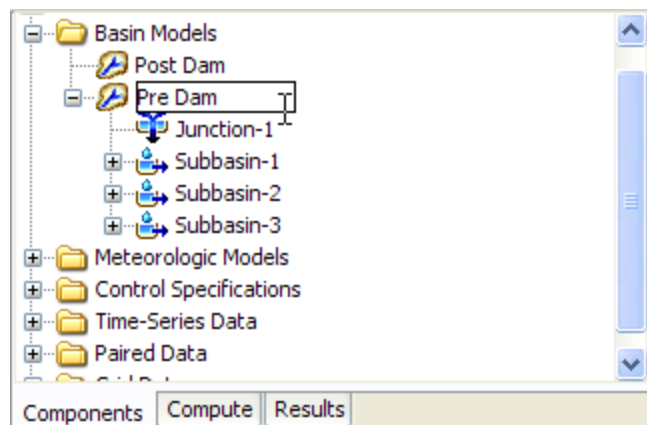 Basin Models
Post Dam
Pre Dam
Junction-1
Subbasin-1
Subbasin-2
Subbasin-3
Meteorologic Models
Control Specifications
Time-Series Data
Paired Data
Components Compute Results